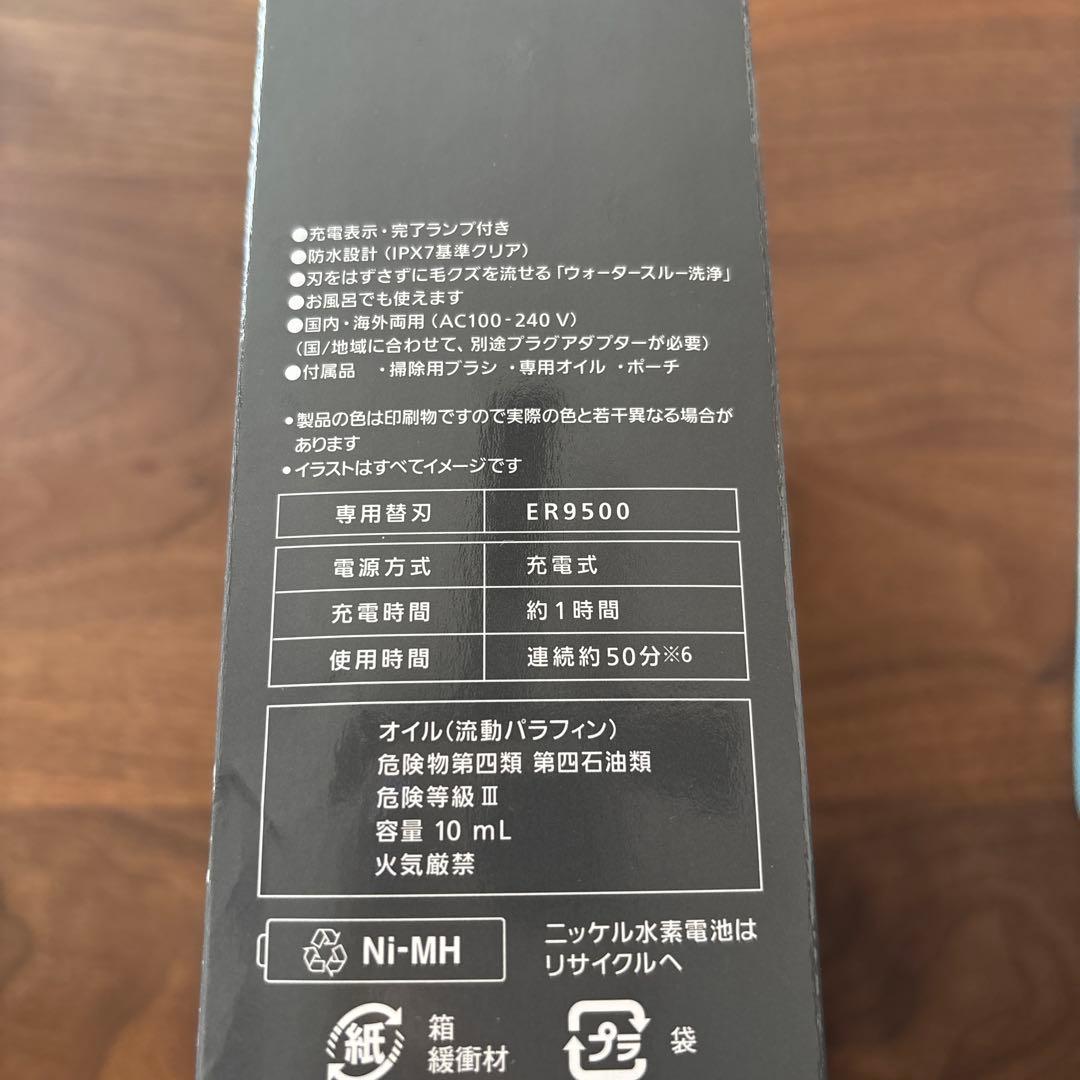 ●充電表示・完了ランプ付き
●防水設計（IPX7基準クリア）
●刃をはずさずに毛クズを流せる「ウォータースルー洗浄」
●お風呂でも使えます
●国内・海外両用（AC100-240 V）
（国/地域に合わせて、別途プラグアダプターが必要）
●付属品　・掃除用ブラシ ・専用オイル ・ポーチ
●製品の色は印刷物ですので実際の色と若干異なる場合が
あります
●イラストはすべてイメージです
専用替刃 ER9500
電源方式 充電式
充電時間 約1時間
使用時間 連続約50分※6
オイル（流動パラフィン）
危険物第四類 第四石油類
危険等級Ⅲ
容量 10 mL
火気厳禁
Ni-MH
ニッケル水素電池は
リサイクルへ
紙
箱
緩衝材
プラ
袋